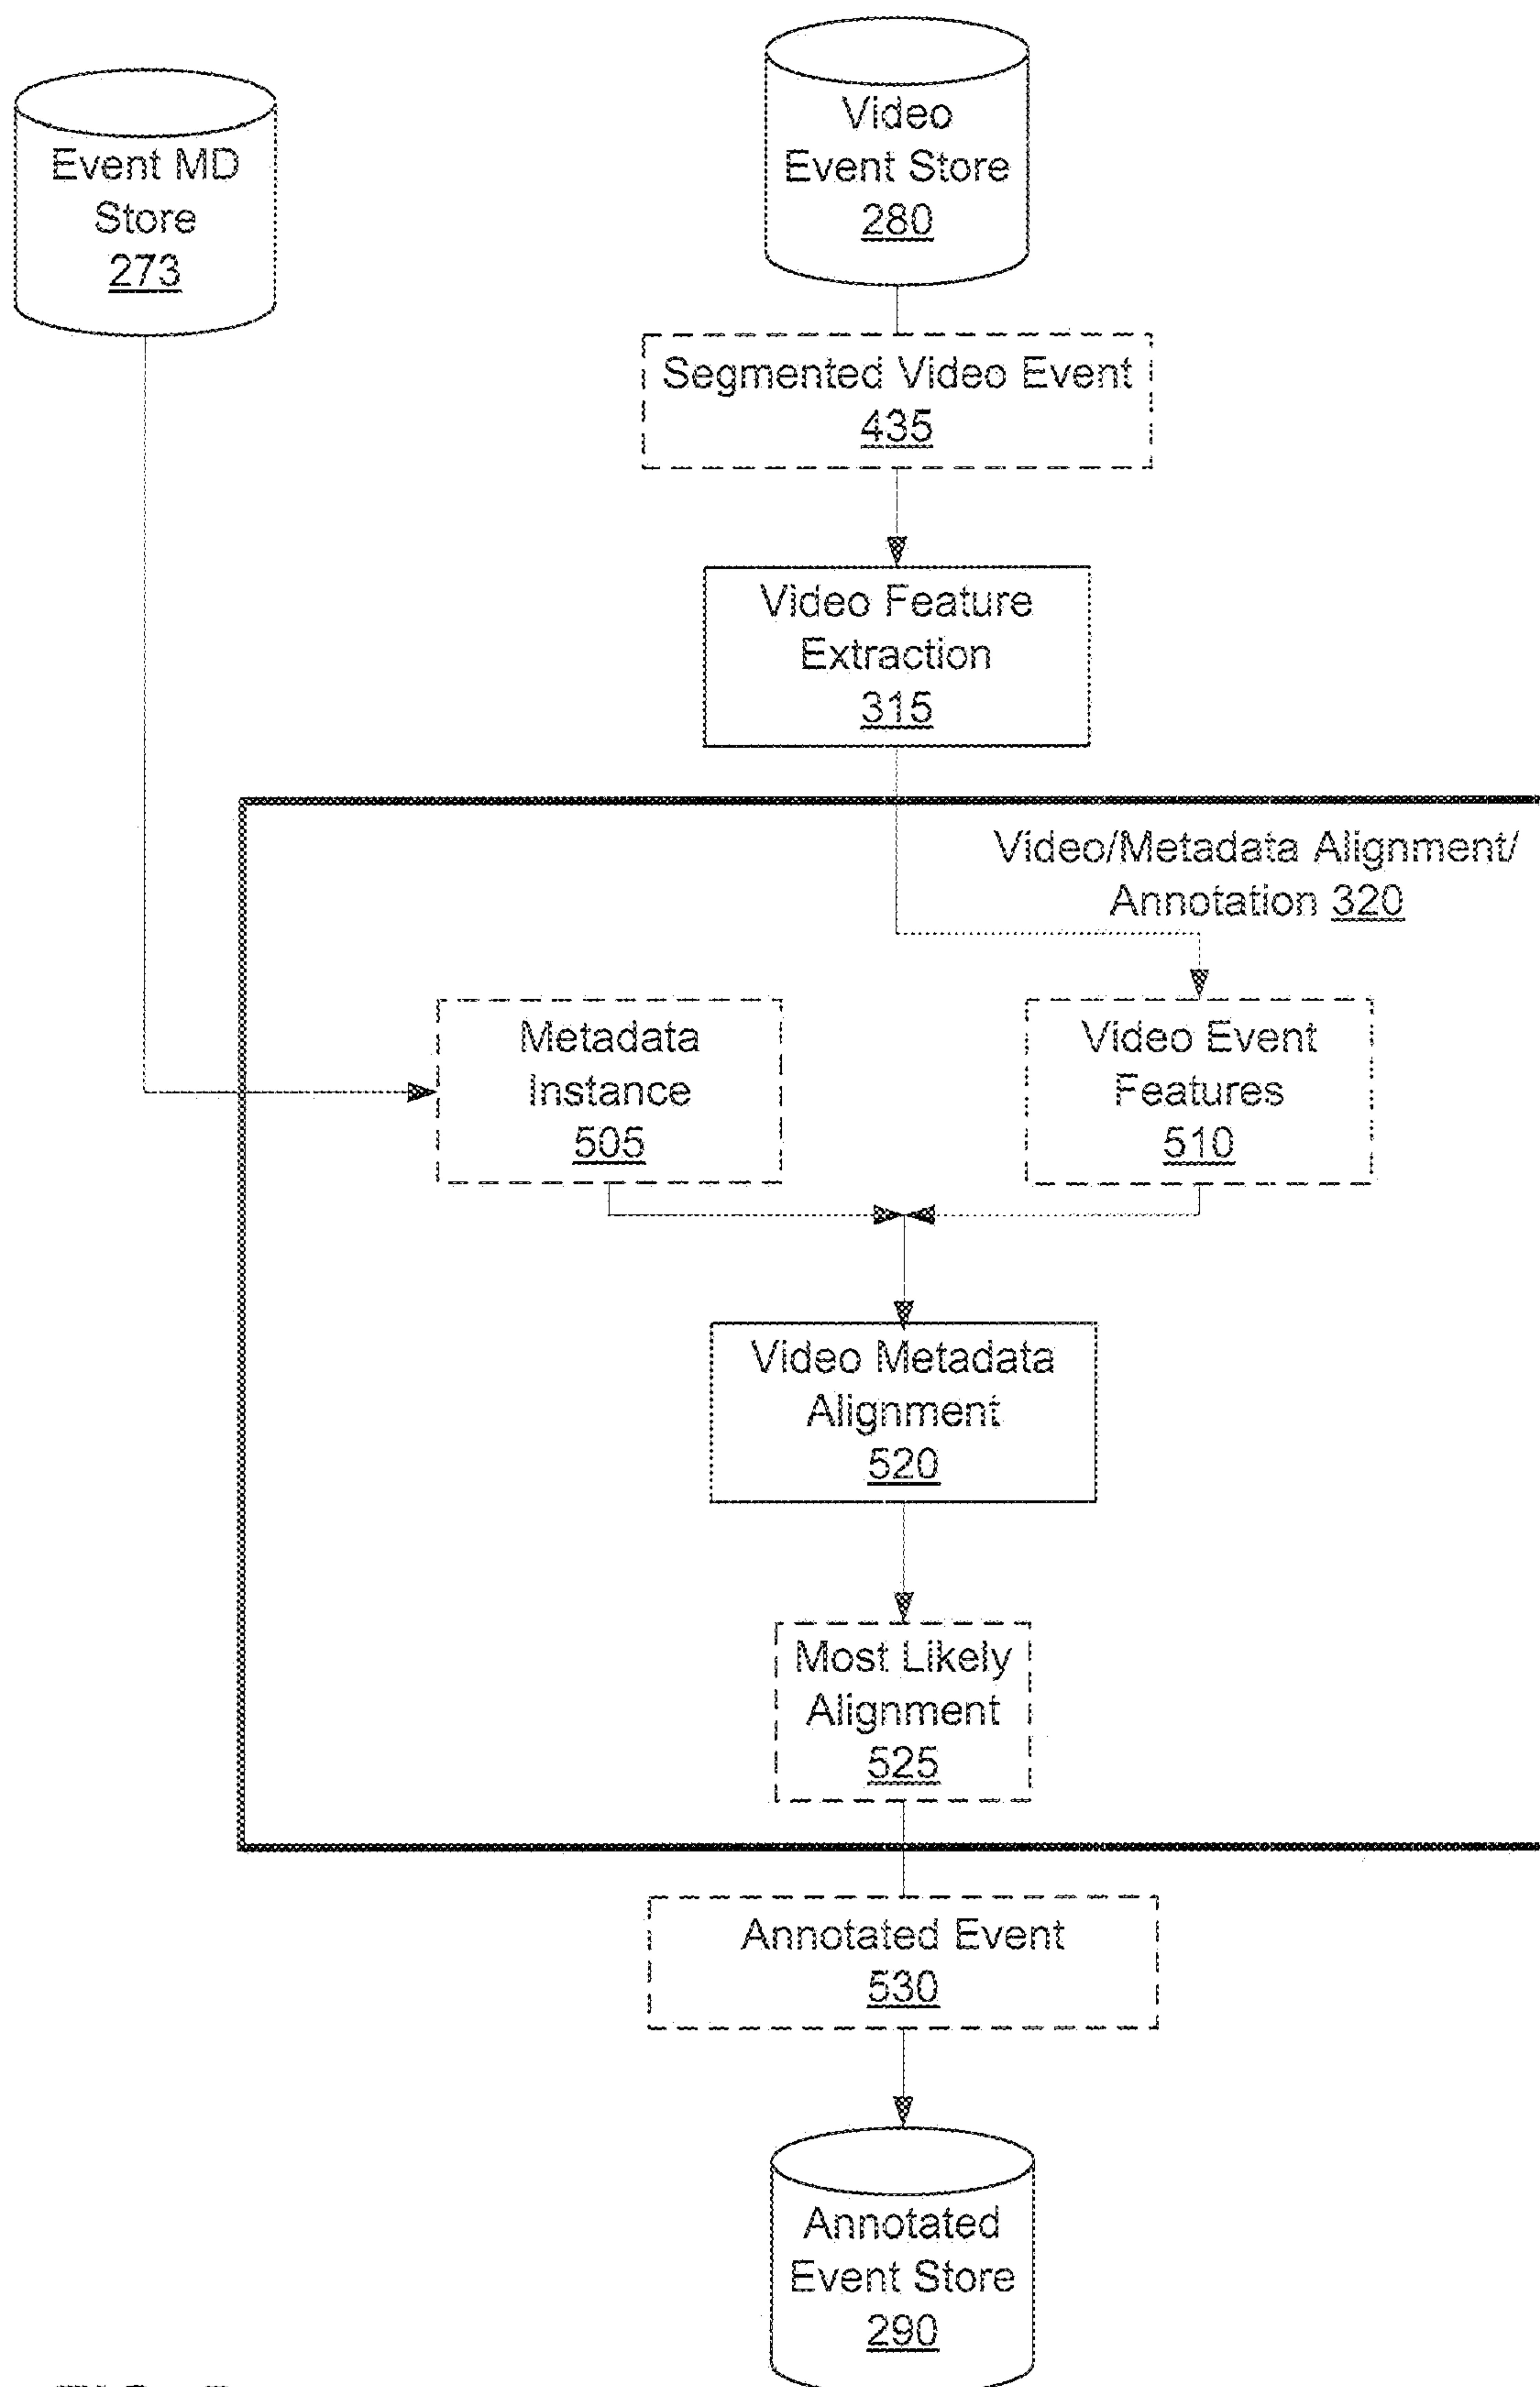 Event MD
Store
273
Video
Event Store
280
Segmented Video Event
435
Video Feature
Extraction
315
Video/Metadata Alignment/
Annotation 320
Metadata
Instance
505
Video Event
Features
510
Video Metadata
Alignment
520
Most Likely
Alignment
525
Annotated Event
530
Annotated
Event Store
290